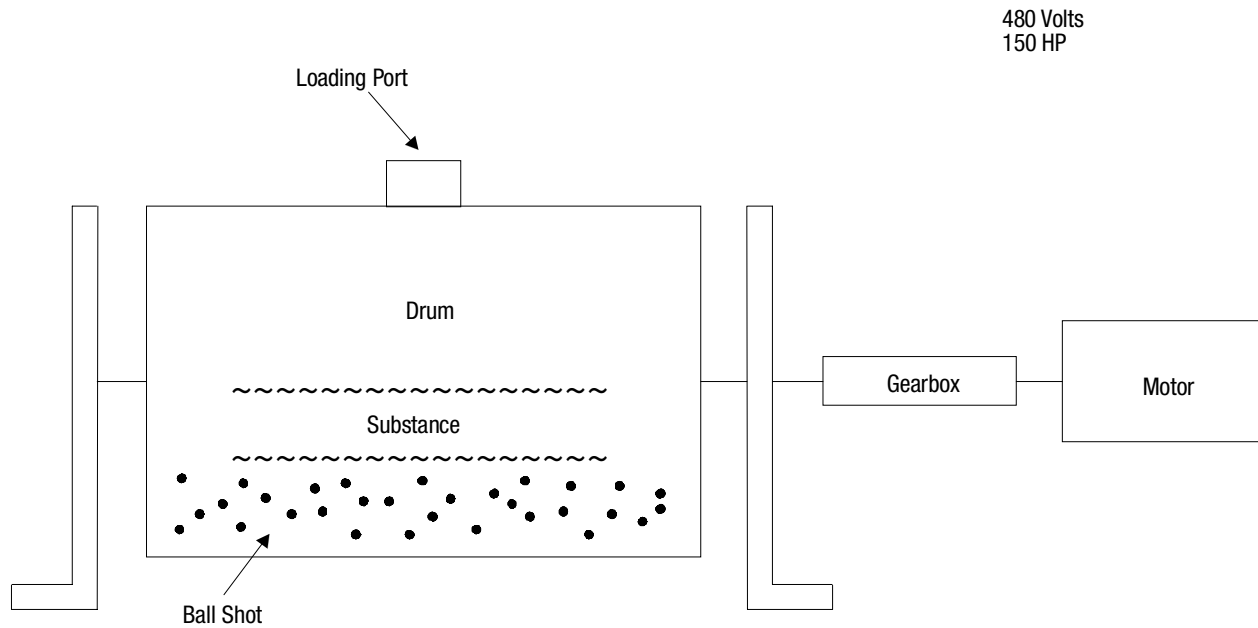 480 Volts
150 HP
Loading Port
Drum
Gearbox
Motor
Substance
Ball Shot